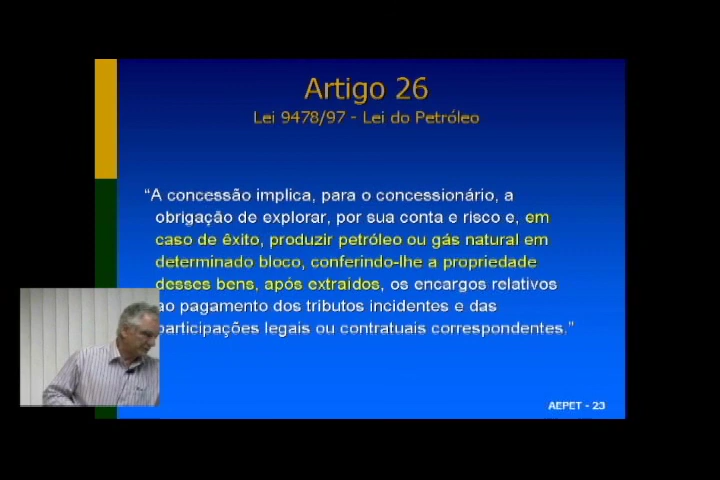 Artigo 26
Lei 9478/97 - Lei do Petróleo
“A concessão implica, para o concessionário, a
obrigação de explorar, por sua conta e risco e, em
caso de êxito, produzir petróleo ou gás natural em
determinado bloco, conferindo-lhe a propriedade
desses bens, após extraidos, os encargos relativos
ao pagamento dos tributos incidentes e das
participações legais ou contratuais correspondentes.”
AEPET - 23